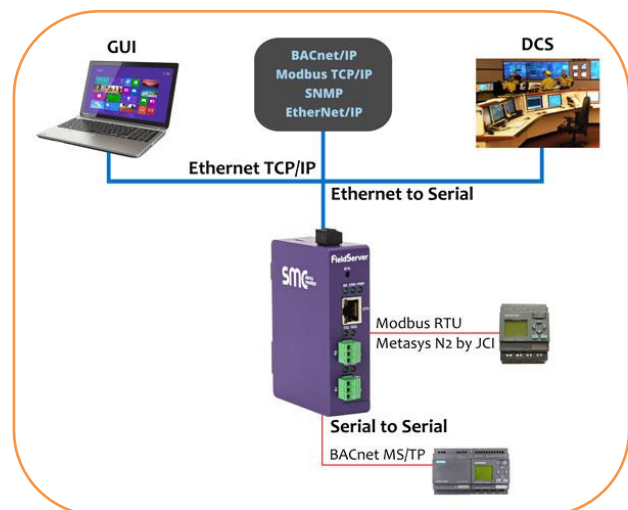 GUI
BACnet/IP
Modbus TCP/IP
SNMP
EtherNet/IP
DCS
Ethernet TCP/IP
Ethernet to Serial
FieldServer
SMC
Modbus RTU
Metasys N2 by JCI
Serial to Serial
BACnet MS/TP